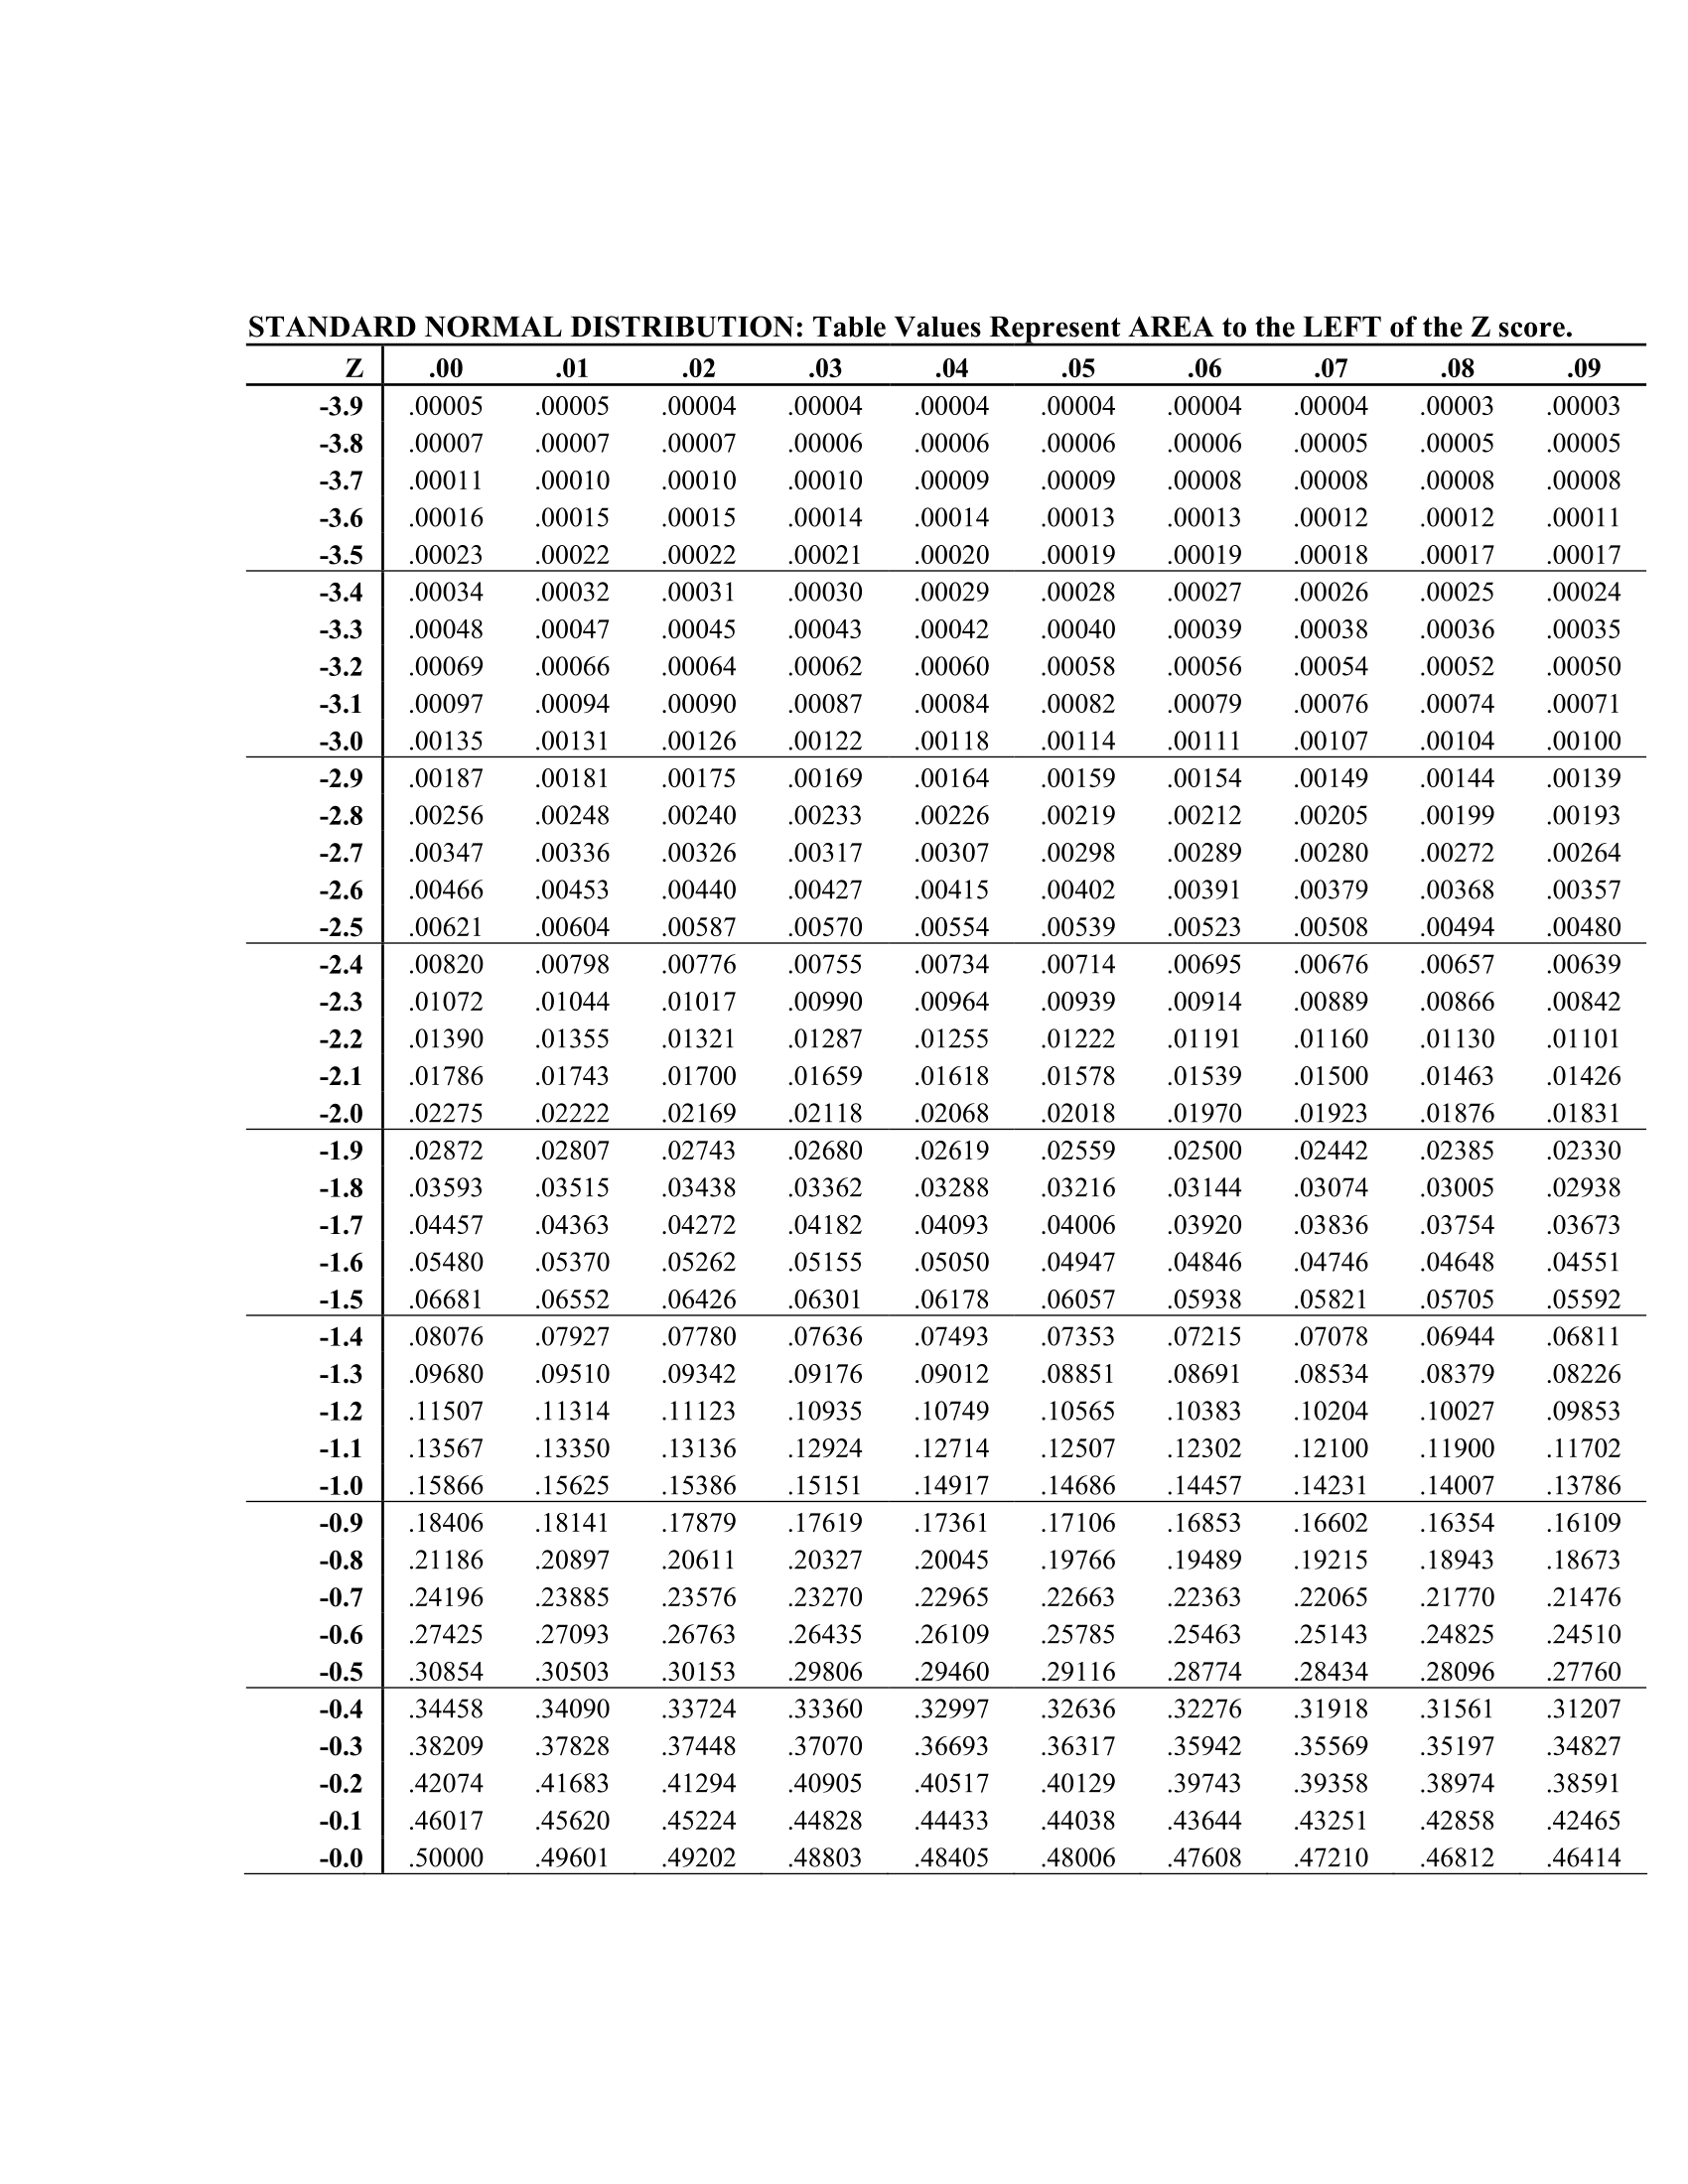 STANDARD NORMAL DISTRIBUTION: Table Values Represent AREA to the LEFT of the Z score.
Z .00 .01 .02 .03 .04 .05 .06 .07 .08 .09
-3.9 .00005 .00005 .00004 .00004 .00004 .00004 .00004 .00004 .00003 .00003
-3.8 .00007 .00007 .00007 .00006 .00006 .00006 .00006 .00005 .00005 .00005
-3.7 .00011 .00010 .00010 .00010 .00009 .00009 .00008 .00008 .00008 .00008
-3.6 .00016 .00015 .00015 .00014 .00014 .00013 .00013 .00012 .00012 .00011
-3.5 .00023 .00022 .00022 .00021 .00020 .00019 .00019 .00018 .00017 .00017
-3.4 .00034 .00032 .00031 .00030 .00029 .00028 .00027 .00026 .00025 .00024
-3.3 .00048 .00047 .00045 .00043 .00042 .00040 .00039 .00038 .00036 .00035
-3.2 .00069 .00066 .00064 .00062 .00060 .00058 .00056 .00054 .00052 .00050
-3.1 .00097 .00094 .00090 .00087 .00084 .00082 .00079 .00076 .00074 .00071
-3.0 .00135 .00131 .00126 .00122 .00118 .00114 .00111 .00107 .00104 .00100
-2.9 .00187 .00181 .00175 .00169 .00164 .00159 .00154 .00149 .00144 .00139
-2.8 .00256 .00248 .00240 .00233 .00226 .00219 .00212 .00205 .00199 .00193
-2.7 .00347 .00336 .00326 .00317 .00307 .00298 .00289 .00280 .00272 .00264
-2.6 .00466 .00453 .00440 .00427 .00415 .00402 .00391 .00379 .00368 .00357
-2.5 .00621 .00604 .00587 .00570 .00554 .00539 .00523 .00508 .00494 .00480
-2.4 .00820 .00798 .00776 .00755 .00734 .00714 .00695 .00676 .00657 .00639
-2.3 .01072 .01044 .01017 .00990 .00964 .00939 .00914 .00889 .00866 .00842
-2.2 .01390 .01355 .01321 .01287 .01255 .01222 .01191 .01160 .01130 .01101
-2.1 .01786 .01743 .01700 .01659 .01618 .01578 .01539 .01500 .01463 .01426
-2.0 .02275 .02222 .02169 .02118 .02068 .02018 .01970 .01923 .01876 .01831
-1.9 .02872 .02807 .02743 .02680 .02619 .02559 .02500 .02442 .02385 .02330
-1.8 .03593 .03515 .03438 .03362 .03288 .03216 .03144 .03074 .03005 .02938
-1.7 .04457 .04363 .04272 .04182 .04093 .04006 .03920 .03836 .03754 .03673
-1.6 .05480 .05370 .05262 .05155 .05050 .04947 .04846 .04746 .04648 .04551
-1.5 .06681 .06552 .06426 .06301 .06178 .06057 .05938 .05821 .05705 .05592
-1.4 .08076 .07927 .07780 .07636 .07493 .07353 .07215 .07078 .06944 .06811
-1.3 .09680 .09510 .09342 .09176 .09012 .08851 .08691 .08534 .08379 .08226
-1.2 .11507 .11314 .11123 .10935 .10749 .10565 .10383 .10204 .10027 .09853
-1.1 .13567 .13350 .13136 .12924 .12714 .12507 .12302 .12100 .11900 .11702
-1.0 .15866 .15625 .15386 .15151 .14917 .14686 .14457 .14231 .14007 .13786
-0.9 .18406 .18141 .17879 .17619 .17361 .17106 .16853 .16602 .16354 .16109
-0.8 .21186 .20897 .20611 .20327 .20045 .19766 .19489 .19215 .18943 .18673
-0.7 .24196 .23885 .23576 .23270 .22965 .22663 .22363 .22065 .21770 .21476
-0.6 .27425 .27093 .26763 .26435 .26109 .25785 .25463 .25143 .24825 .24510
-0.5 .30854 .30503 .30153 .29806 .29460 .29116 .28774 .28434 .28096 .27760
-0.4 .34458 .34090 .33724 .33360 .32997 .32636 .32276 .31918 .31561 .31207
-0.3 .38209 .37828 .37448 .37070 .36693 .36317 .35942 .35569 .35197 .34827
-0.2 .42074 .41683 .41294 .40905 .40517 .40129 .39743 .39358 .38974 .38591
-0.1 .46017 .45620 .45224 .44828 .44433 .44038 .43644 .43251 .42858 .42465
-0.0 .50000 .49601 .49202 .48803 .48405 .48006 .47608 .47210 .46812 .46414